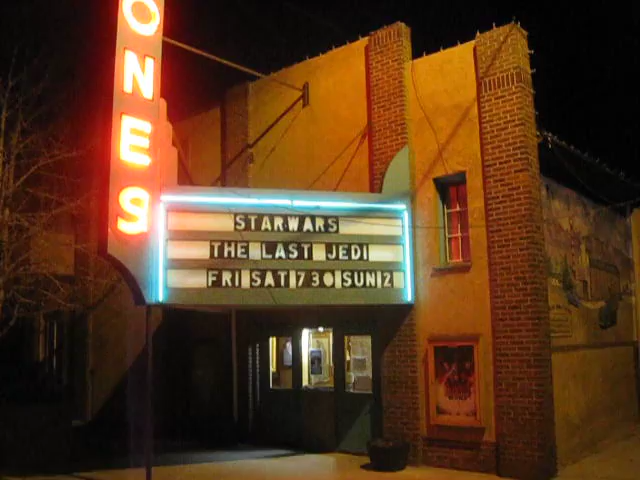 ONES
STARWARS
THE LAST JEDI
FRI SAT 730 SUN 2